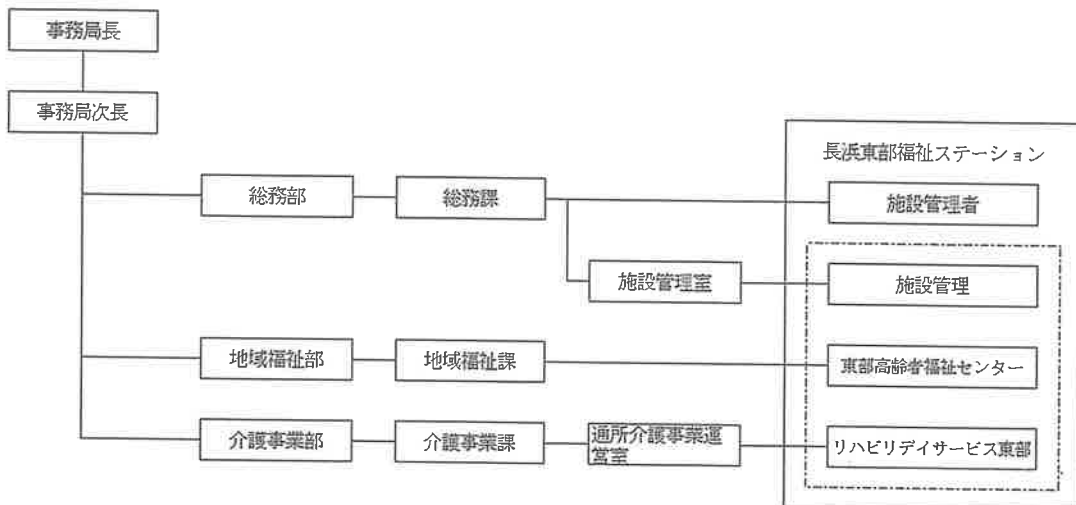 事務局長
事務局次長
長浜東部福祉ステーション
総務部
総務課
施設管理者
施設管理室
施設管理
地域福祉部
地域福祉課
東部高齢者福祉センター
介護事業部
介護事業課
通所介護事業運
営室
リハビリデイサービス東部